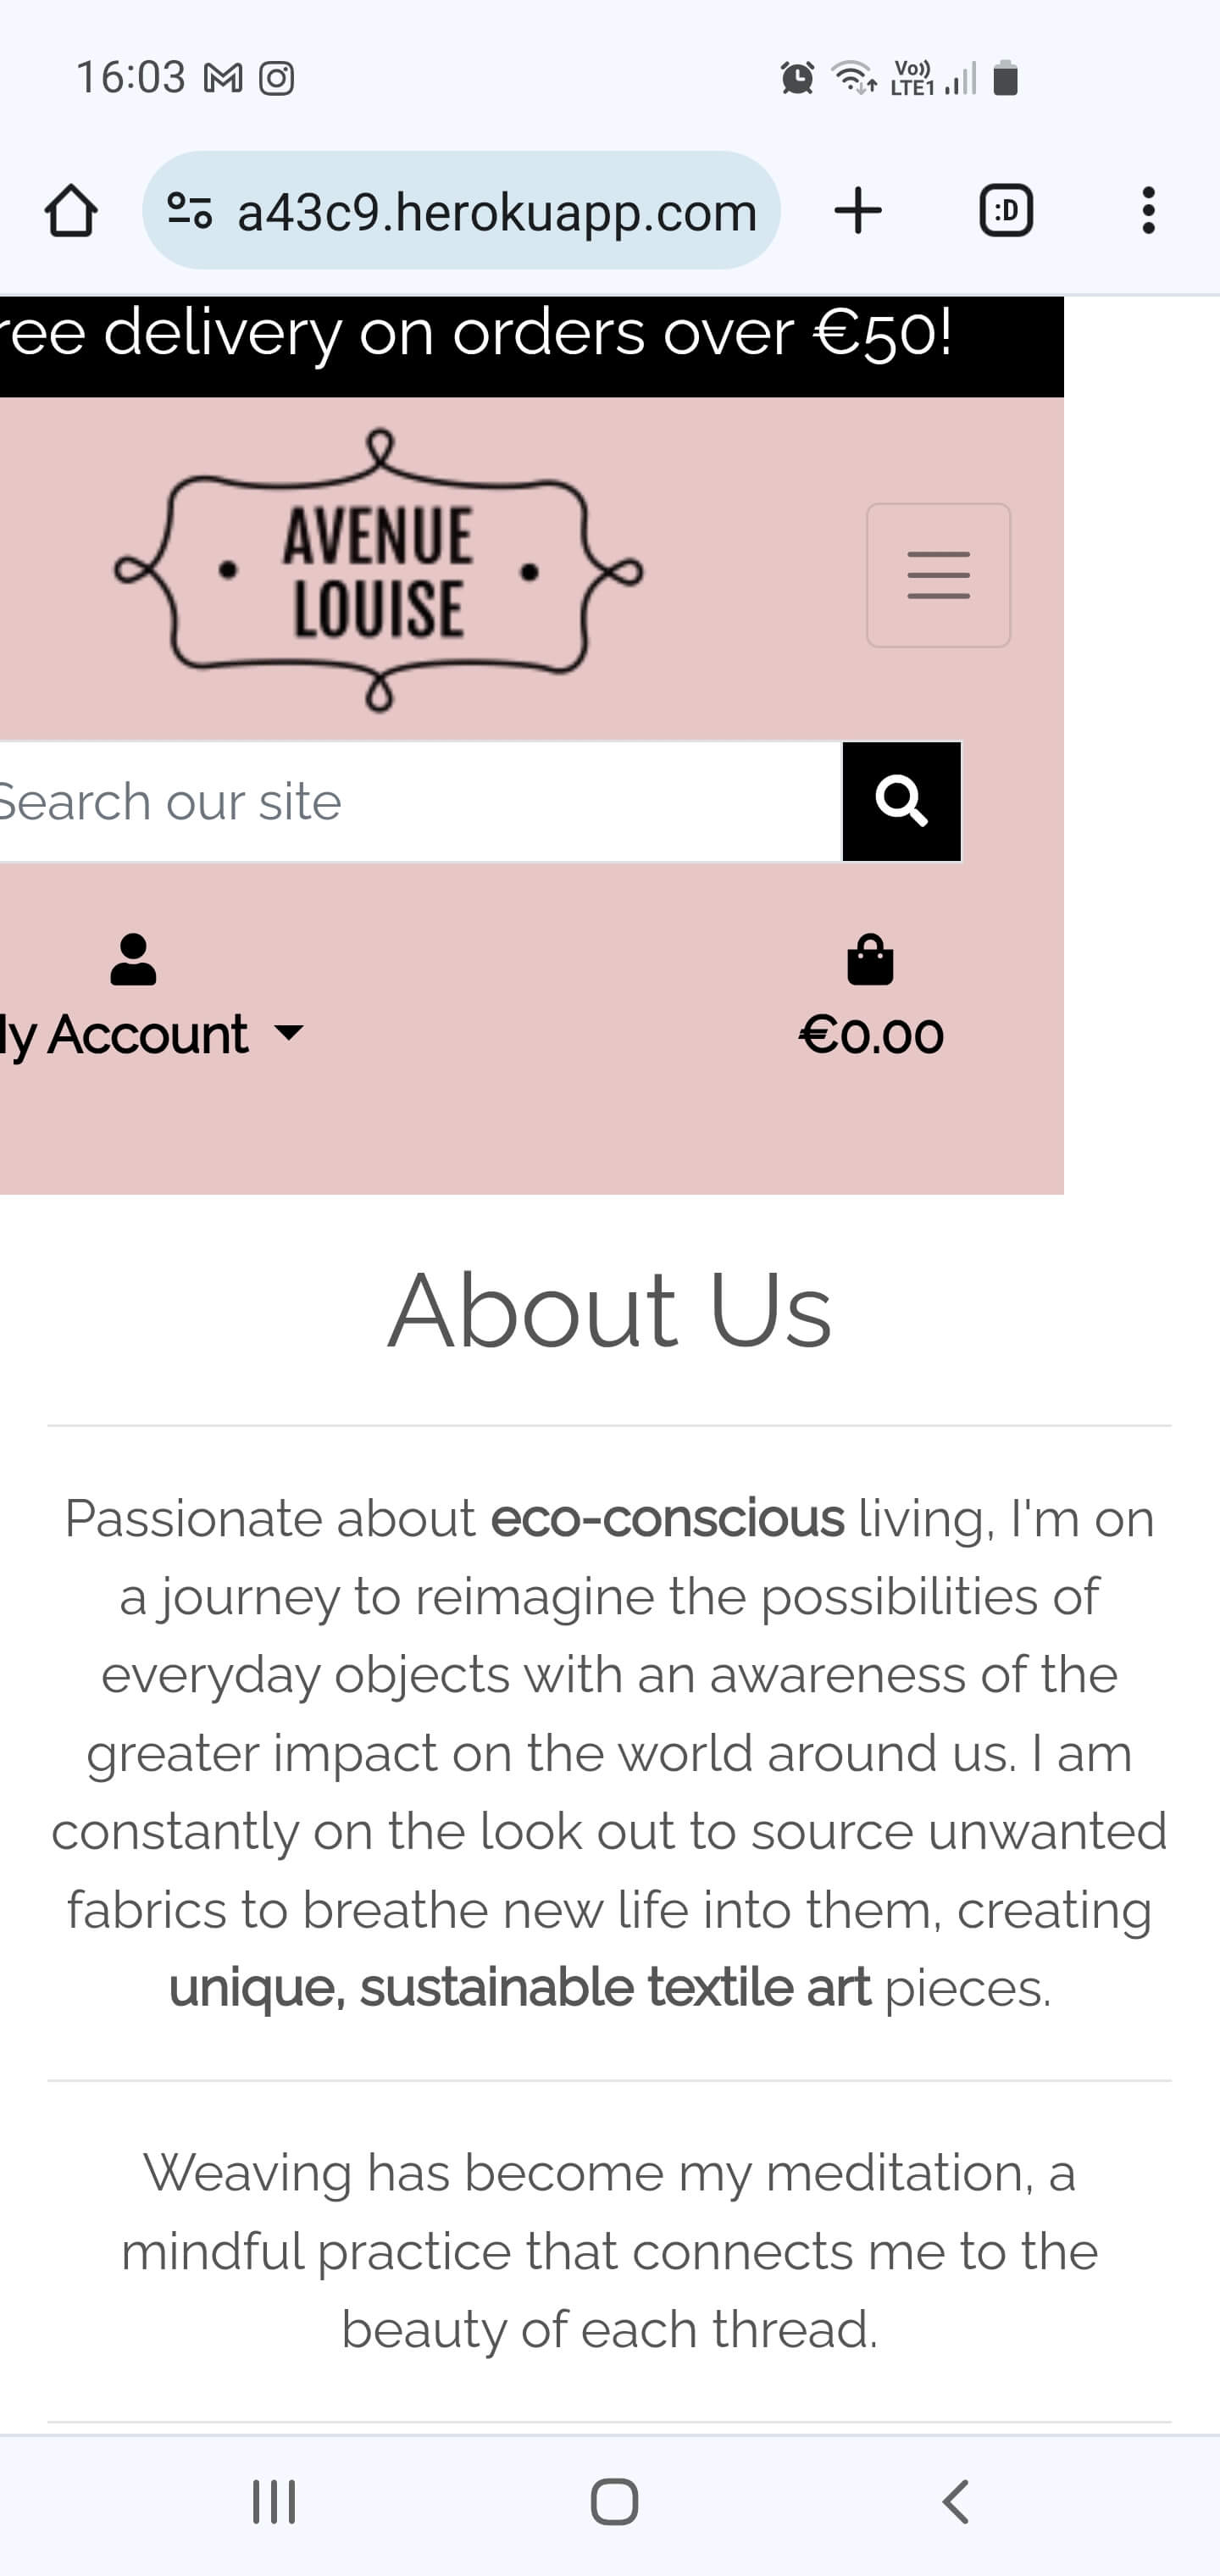 16:03
Vo))
LTE1
a43c9.herokuapp.com
:D
ree delivery on orders over €50!
AVENUE
LOUISE
Search our site
y Account
€0.00
About Us
Passionate about eco-conscious living, I'm on
a journey to reimagine the possibilities of
everyday objects with an awareness of the
greater impact on the world around us. I am
constantly on the look out to source unwanted
fabrics to breathe new life into them, creating
unique, sustainable textile art pieces.
Weaving has become my meditation, a
mindful practice that connects me to the
beauty of each thread.